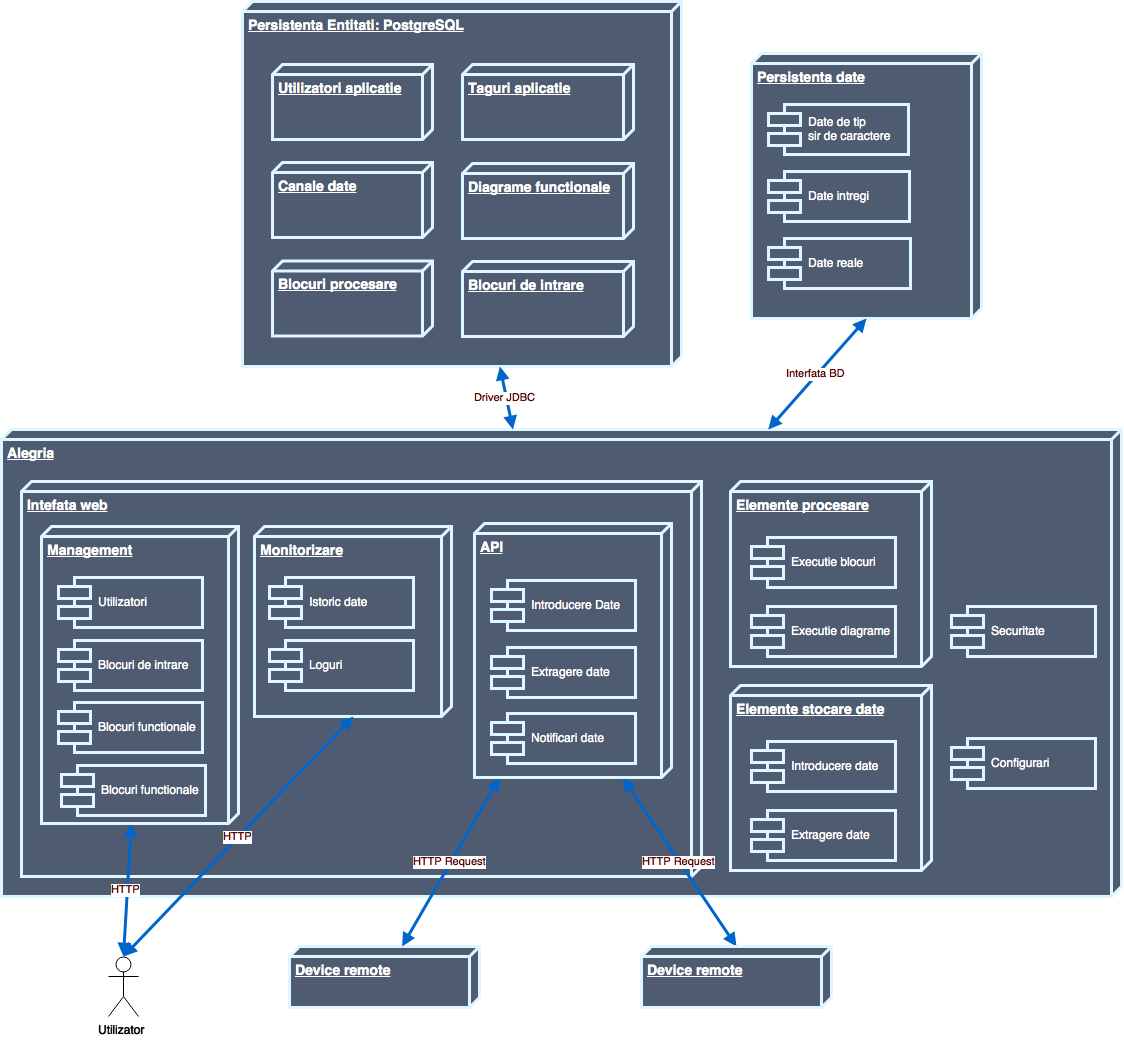 Persistenta Entitati: PostgreSQL
Utilizatori aplicatie
Taguri aplicatie
Canale date
Diagrame functionale
Blocuri procesare
Blocuri de intrare
Persistenta date
Date de tip
sir de caractere
Date intregi
Date reale
Driver JDBC
Interfata BD
Alegria
Intefata web
Management
Utilizatori
Blocuri de intrare
Blocuri functionale
Blocuri functionale
Monitorizare
Istoric date
Loguri
API
Introducere Date
Extragere date
Notificari date
Elemente procesare
Executie blocuri
Executie diagrame
Elemente stocare date
Introducere date
Extragere date
Securitate
Configurari
HTTP
HTTP
HTTP Request
HTTP Request
Utilizator
Device remote
Device remote